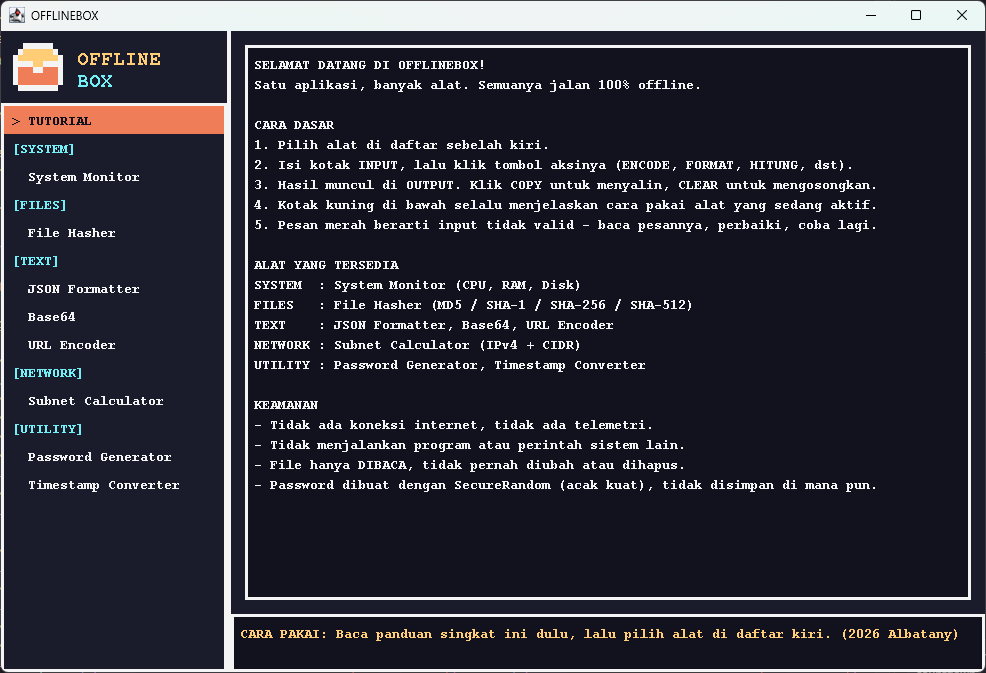 OFFLINEBOX
OFFLINE
BOX
> TUTORIAL
[SYSTEM]
System Monitor
[FILES]
File Hasher
[TEXT]
JSON Formatter
Base64
URL Encoder
[NETWORK]
Subnet Calculator
[UTILITY]
Password Generator
Timestamp Converter
SELAMAT DATANG DI OFFLINEBOX!
Satu aplikasi, banyak alat. Semuanya jalan 100% offline.
CARA DASAR
1. Pilih alat di daftar sebelah kiri.
2. Isi kotak INPUT, lalu klik tombol aksinya (ENCODE, FORMAT, HITUNG, dst).
3. Hasil muncul di OUTPUT. Klik COPY untuk menyalin, CLEAR untuk mengosongkan.
4. Kotak kuning di bawah selalu menjelaskan cara pakai alat yang sedang aktif.
5. Pesan merah berarti input tidak valid - baca pesannya, perbaiki, coba lagi.
ALAT YANG TERSEDIA
SYSTEM  : System Monitor (CPU, RAM, Disk)
FILES   : File Hasher (MD5 / SHA-1 / SHA-256 / SHA-512)
TEXT    : JSON Formatter, Base64, URL Encoder
NETWORK : Subnet Calculator (IPv4 + CIDR)
UTILITY : Password Generator, Timestamp Converter
KEAMANAN
- Tidak ada koneksi internet, tidak ada telemetri.
- Tidak menjalankan program atau perintah sistem lain.
- File hanya DIBACA, tidak pernah diubah atau dihapus.
- Password dibuat dengan SecureRandom (acak kuat), tidak disimpan di mana pun.
CARA PAKAI: Baca panduan singkat ini dulu, lalu pilih alat di daftar kiri. (2026 Albatany)